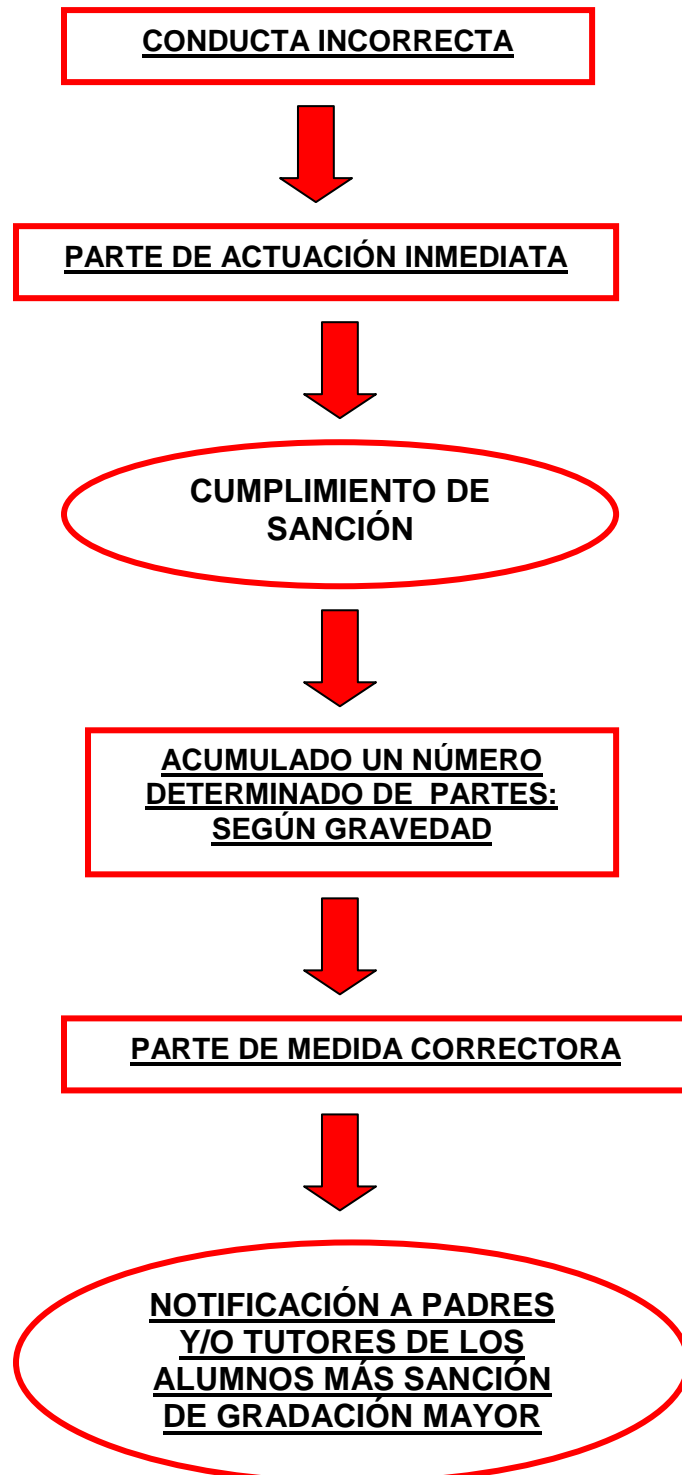 CONDUCTA INCORRECTA
PARTE DE ACTUACIÓN INMEDIATA
CUMPLIMIENTO DE
SANCIÓN
ACUMULADO UN NÚMERO
DETERMINADO DE  PARTES:
SEGÚN GRAVEDAD
PARTE DE MEDIDA CORRECTORA
NOTIFICACIÓN A PADRES
Y/O TUTORES DE LOS
ALUMNOS MÁS SANCIÓN
DE GRADACIÓN MAYOR